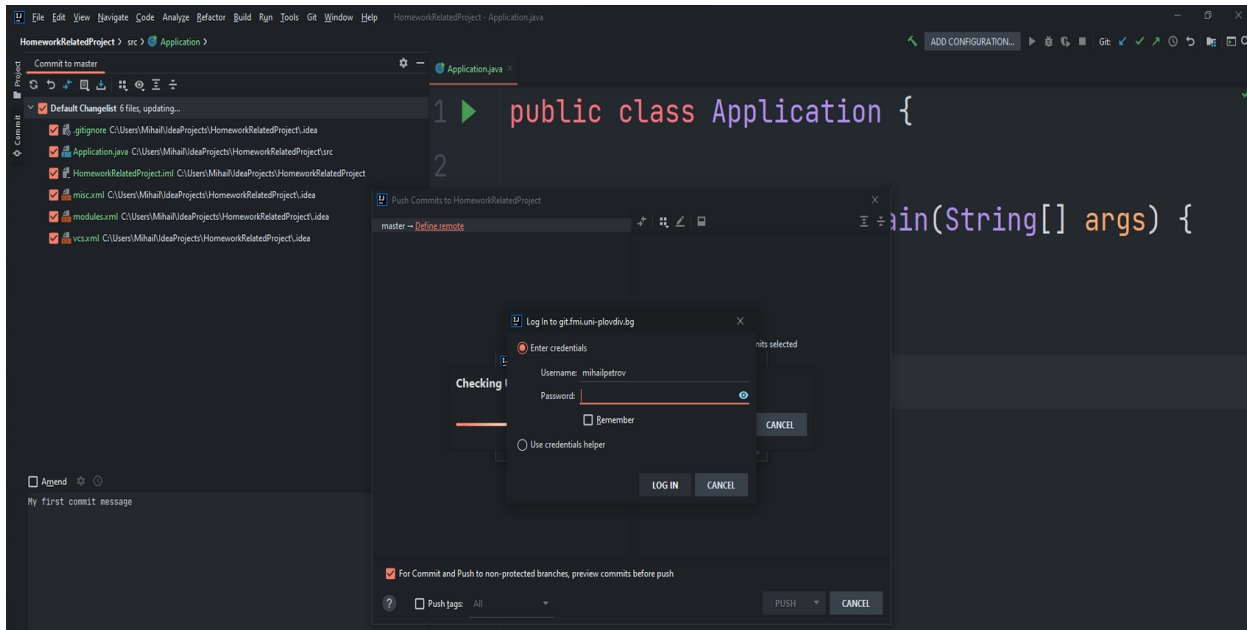 File Edit View Navigate Code Analyze Refactor Build Run Tools Git Window Help HomeworkRelatedProject - Application.java
HomeworkRelatedProject src Application
ADD CONFIGURATION... Git:
Project
Commit
Commit to master
Application.java
Default Changelist 6 files, updating...
.gitignore C:\Users\Mihail\IdeaProjects\HomeworkRelatedProject\.idea
Application.java C:\Users\Mihail\IdeaProjects\HomeworkRelatedProject\src
HomeworkRelatedProject.iml C:\Users\Mihail\IdeaProjects\HomeworkRelatedProject
misc.xml C:\Users\Mihail\IdeaProjects\HomeworkRelatedProject\.idea
modules.xml C:\Users\Mihail\IdeaProjects\HomeworkRelatedProject\.idea
vcs.xml C:\Users\Mihail\IdeaProjects\HomeworkRelatedProject\.idea
1 public class Application {
2
ain(String[] args) {
Push Commits to HomeworkRelatedProject
master → Define remote
mits selected
Checking
CANCEL
Log In to git.fmi.uni-plovdiv.bg
Enter credentials
Username: mihailpetrov
Password:
Remember
Use credentials helper
LOG IN CANCEL
Amend
My first commit message
For Commit and Push to non-protected branches, preview commits before push
? Push tags: All
PUSH CANCEL